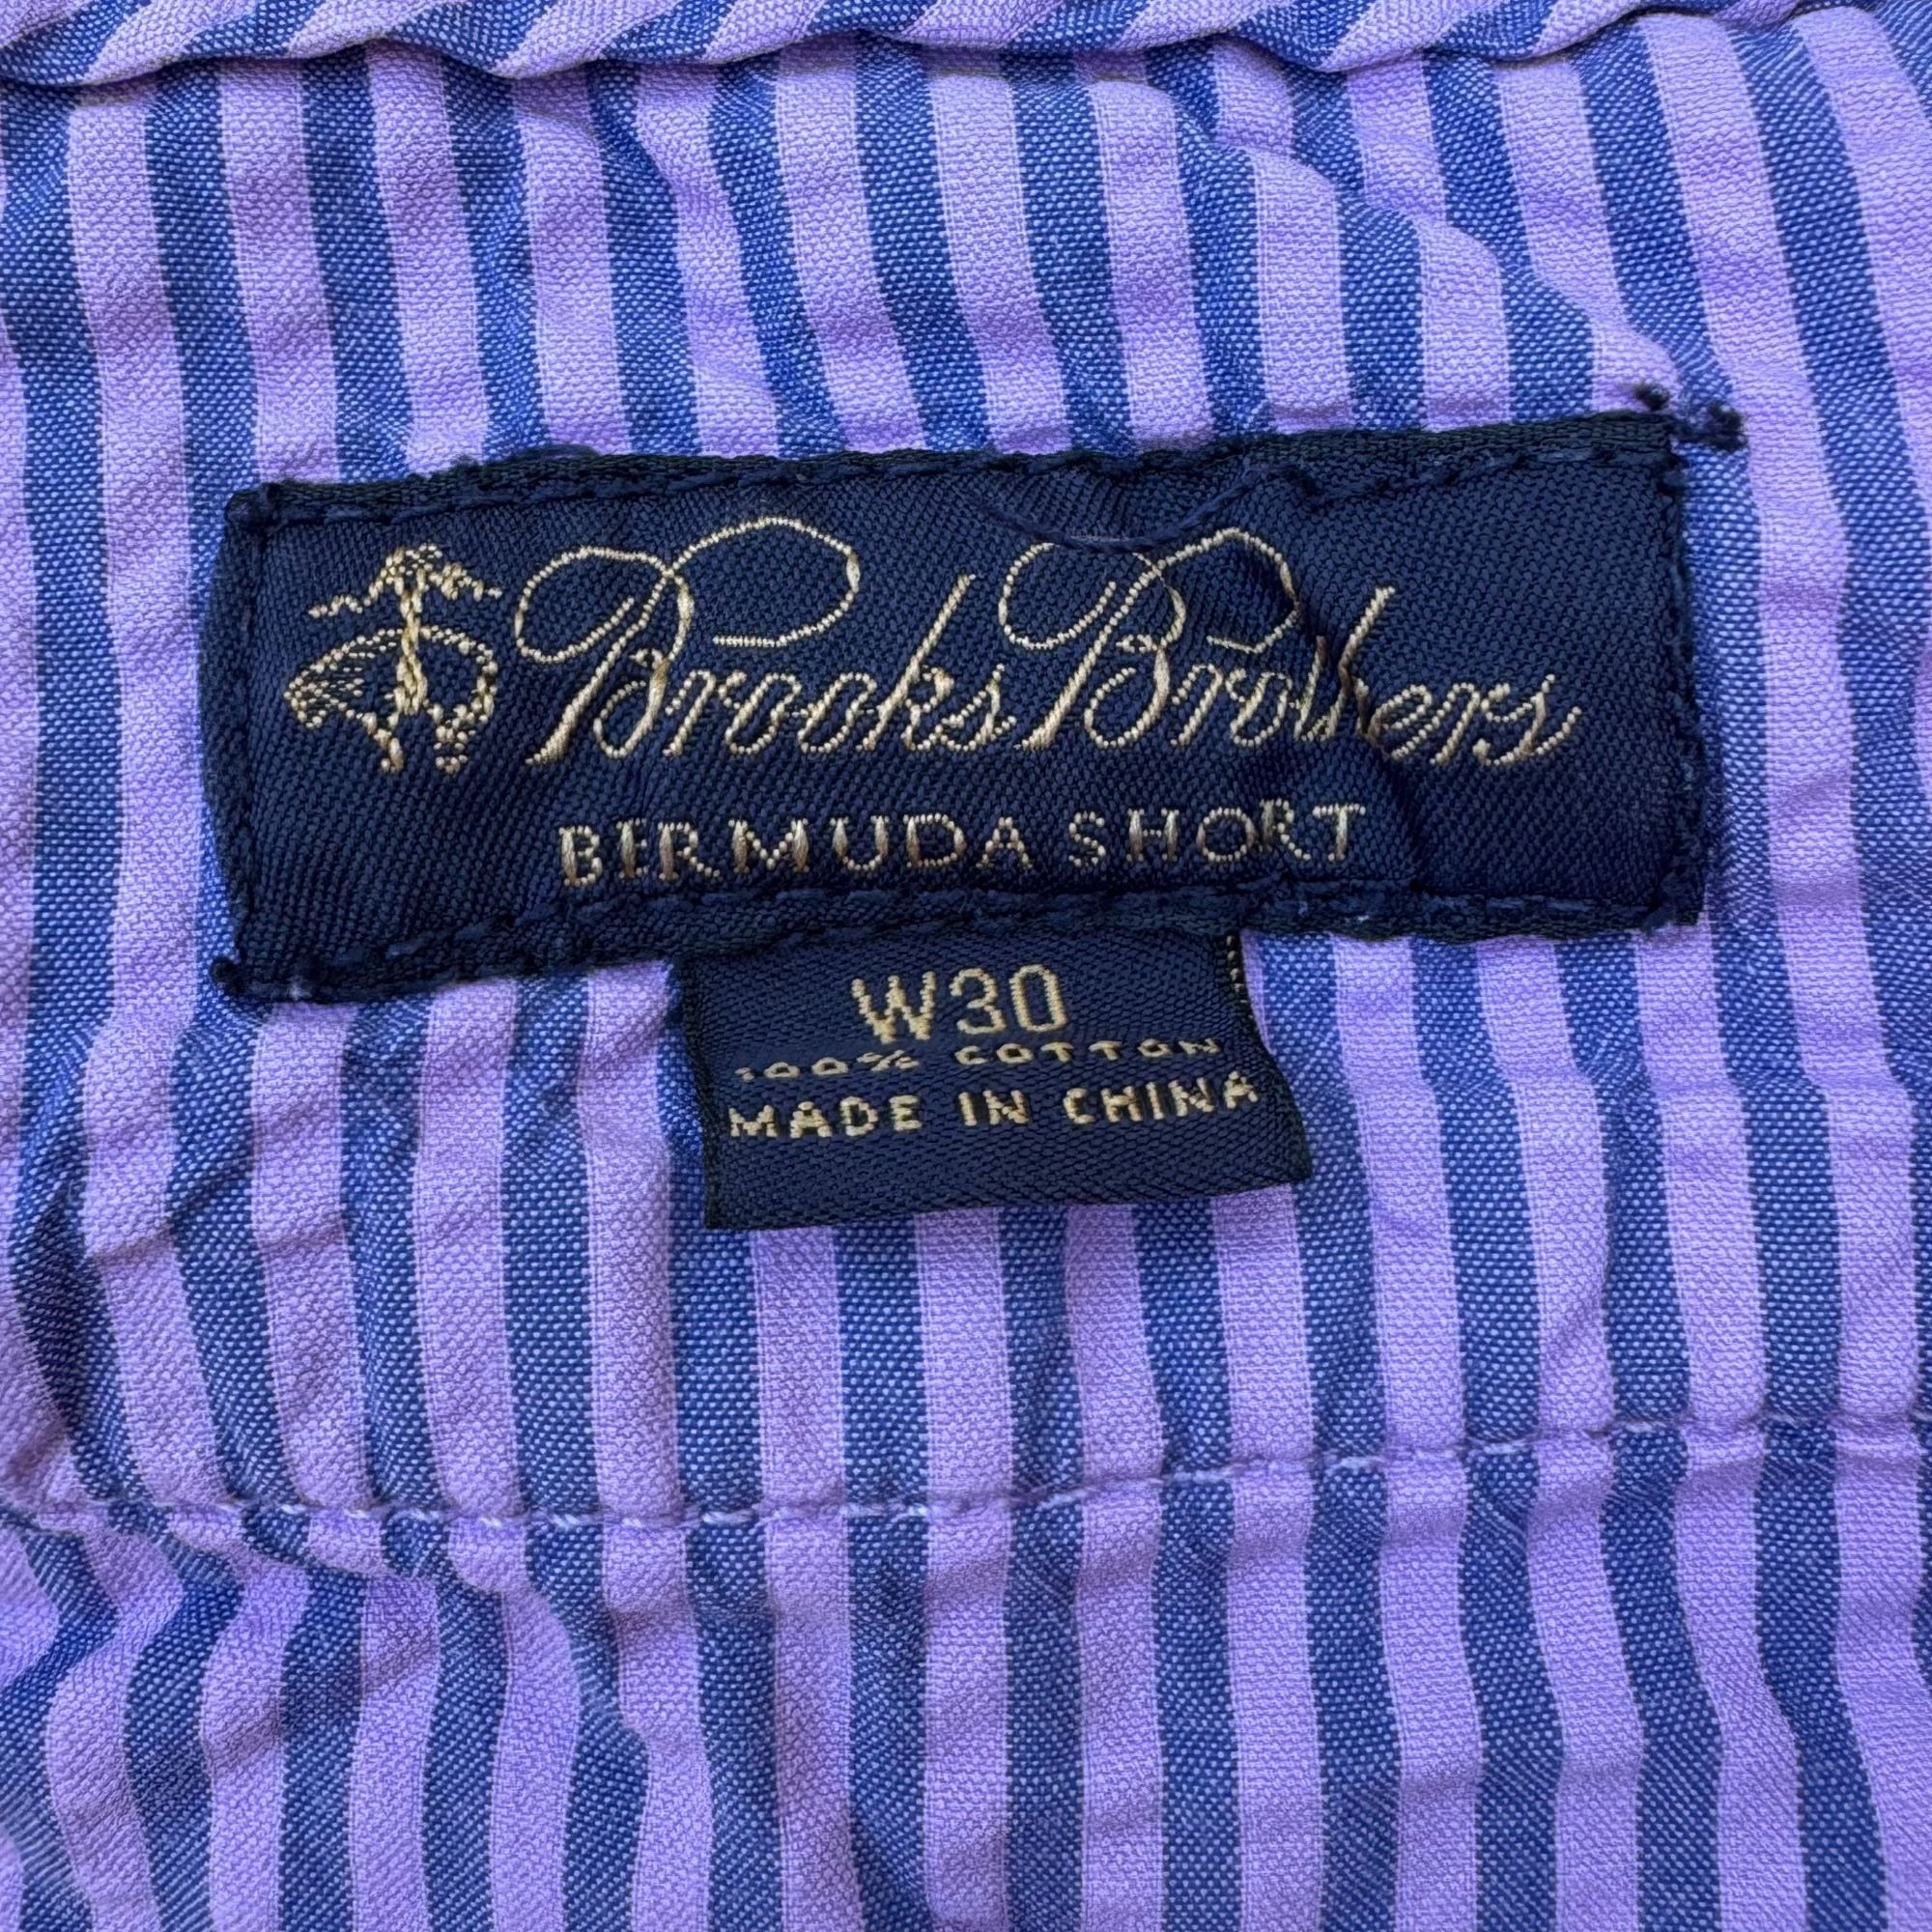 Brooks Brothers
BERMUDA SHORT
W30
100% COTTON
MADE IN CHINA